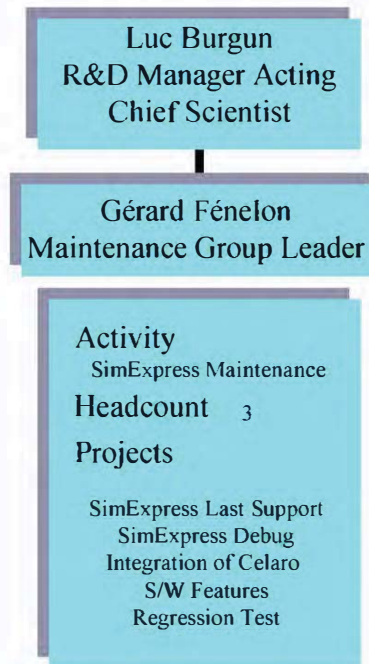 Luc Burgun
R&D Manager Acting
Chief Scientist
Gérard Fénelon
Maintenance Group Leader
Activity
SimExpress Maintenance
Headcount 3
Projects
SimExpress Last Support
SimExpress Debug
Integration of Celaro
S/W Features
Regression Test